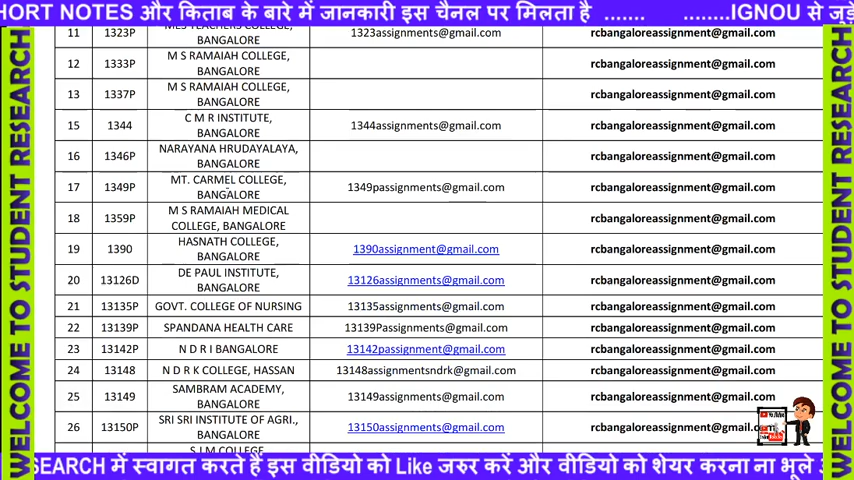 HORT NOTES और किताब के बारे में जानकारी इस चैनल पर मिलता है ....... ........IGNOU से जुड़े
WELCOME TO STUDENT RESEARCH
11 1323P MES TEACHERS COLLEGE, 1323assignments@gmail.com rcbangaloreassignment@gmail.com
BANGALORE
12 1333P M S RAMAIAH COLLEGE, rcbangaloreassignment@gmail.com
BANGALORE
13 1337P M S RAMAIAH COLLEGE, rcbangaloreassignment@gmail.com
BANGALORE
15 1344 C M R INSTITUTE, 1344assignments@gmail.com rcbangaloreassignment@gmail.com
BANGALORE
16 1346P NARAYANA HRUDAYALAYA, rcbangaloreassignment@gmail.com
BANGALORE
17 1349P MT. CARMEL COLLEGE, 1349passignments@gmail.com rcbangaloreassignment@gmail.com
BANGALORE
18 1359P M S RAMAIAH MEDICAL rcbangaloreassignment@gmail.com
COLLEGE, BANGALORE
19 1390 HASNATH COLLEGE, 1390assignment@gmail.com rcbangaloreassignment@gmail.com
BANGALORE
20 13126D DE PAUL INSTITUTE, 13126assignments@gmail.com rcbangaloreassignment@gmail.com
BANGALORE
21 13135P GOVT. COLLEGE OF NURSING 13135assignments@gmail.com rcbangaloreassignment@gmail.com
22 13139P SPANDANA HEALTH CARE 13139Passignments@gmail.com rcbangaloreassignment@gmail.com
23 13142P N D R I BANGALORE 13142passignment@gmail.com rcbangaloreassignment@gmail.com
24 13148 N D R K COLLEGE, HASSAN 13148assignmentsndrk@gmail.com rcbangaloreassignment@gmail.com
25 13149 SAMBRAM ACADEMY, 13149assignments@gmail.com rcbangaloreassignment@gmail.com
BANGALORE
26 13150P SRI SRI INSTITUTE OF AGRI., 13150assignments@gmail.com rcbangaloreassignment@gmail.c
BANGALORE
S J M COLLEGE
WELCOME TO STUDENT RESEARCH
SEARCH में स्वागत करते हैं इस वीडियो को Like जरुर करें और वीडियो को शेयर करना ना भूले